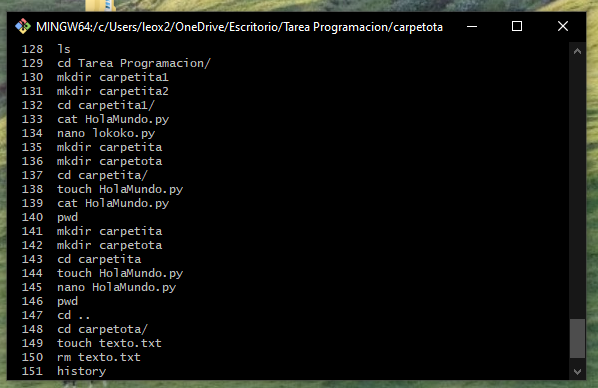 MINGW64:/c/Users/leox2/OneDrive/Escritorio/Tarea Programacion/carpetota
128 ls
129 cd Tarea Programacion/
130 mkdir carpetita1
131 mkdir carpetita2
132 cd carpetita1/
133 cat HolaMundo.py
134 nano lokoko.py
135 mkdir carpetita
136 mkdir carpetota
137 cd carpetita/
138 touch HolaMundo.py
139 cat HolaMundo.py
140 pwd
141 mkdir carpetita
142 mkdir carpetota
143 cd carpetita
144 touch HolaMundo.py
145 nano HolaMundo.py
146 pwd
147 cd ..
148 cd carpetota/
149 touch texto.txt
150 rm texto.txt
151 history